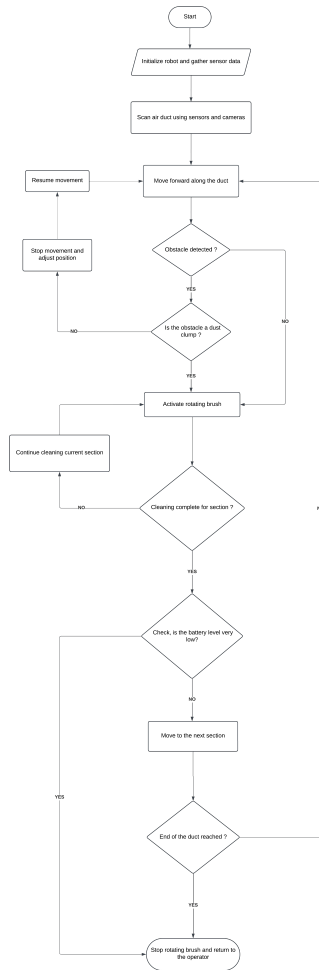 Start
Initialize robot and gather sensor data
Scan air duct using sensors and cameras
Resume movement
Move forward along the duct
Stop movement and
adjust position
Obstacle detected ?
YES
NO
Is the obstacle a dust
clump ?
NO
YES
Activate rotating brush
Continue cleaning current section
NO
Cleaning complete for section ?
YES
Check, is the battery level very
low?
NO
Move to the next section
YES
End of the duct reached ?
YES
Stop rotating brush and return to
the operator